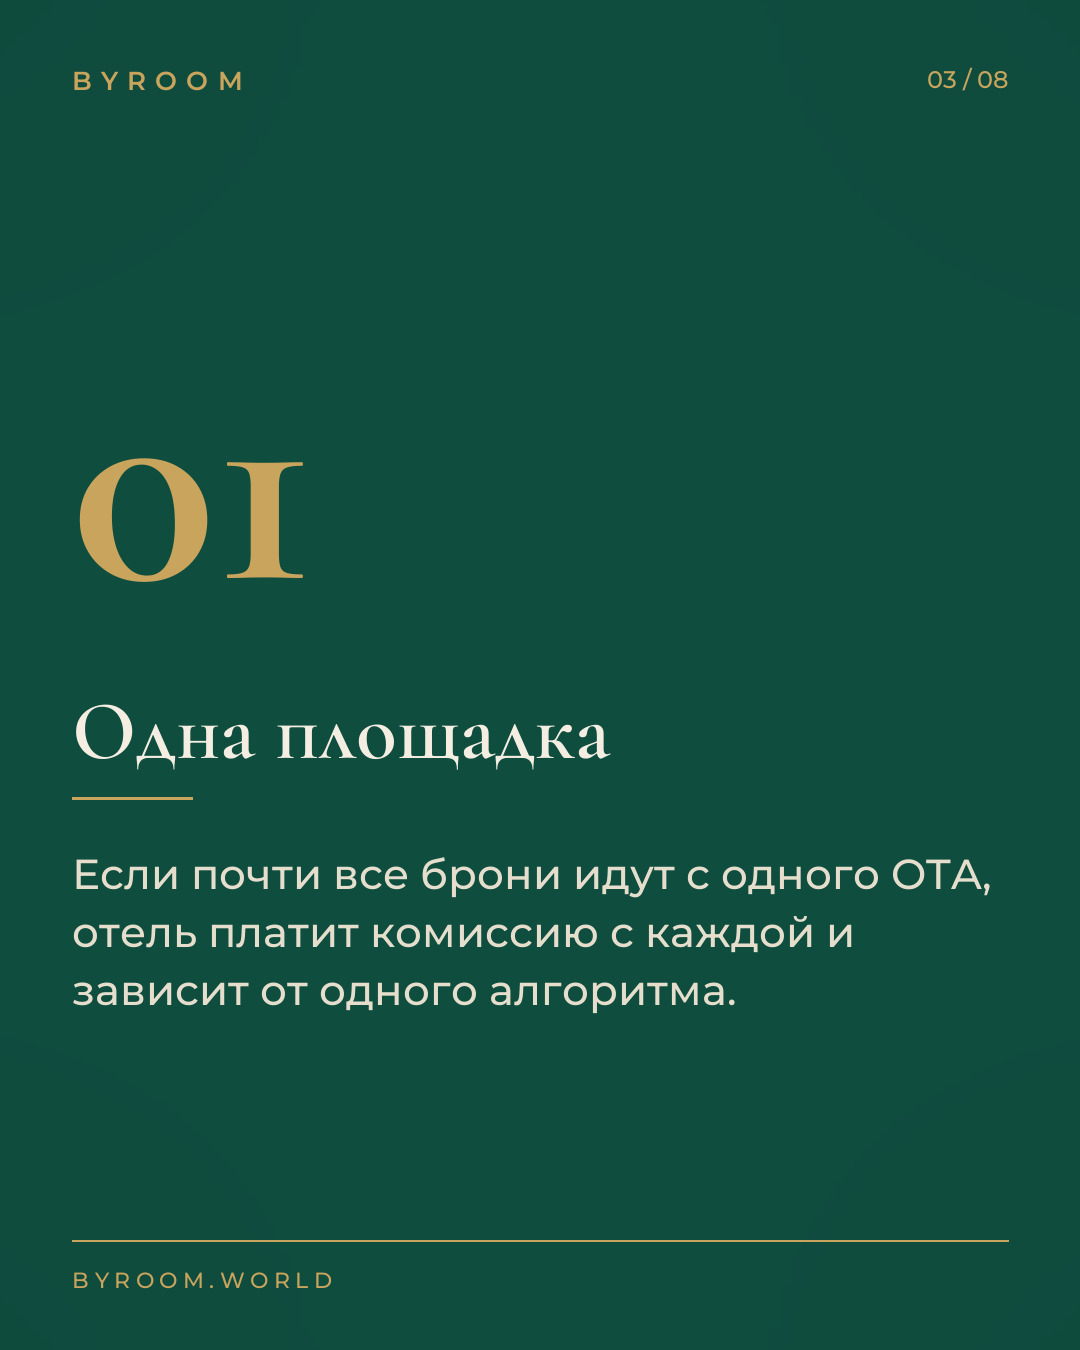 BYROOM
03 / 08
01
Одна площадка
Если почти все брони идут с одного ОТА,
отель платит комиссию с каждой и
зависит от одного алгоритма.
BYROOM.WORLD